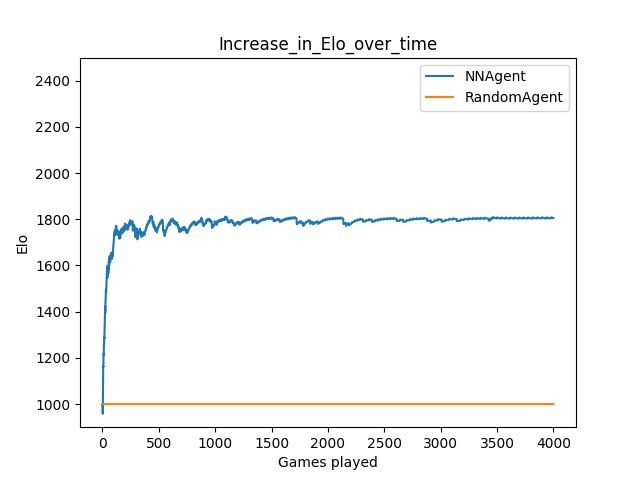 Increase_in_Elo_over_time
NNAgent
RandomAgent
2400
2200
2000
1800
1600
1400
1200
1000
Elo
0 500 1000 1500 2000 2500 3000 3500 4000
Games played